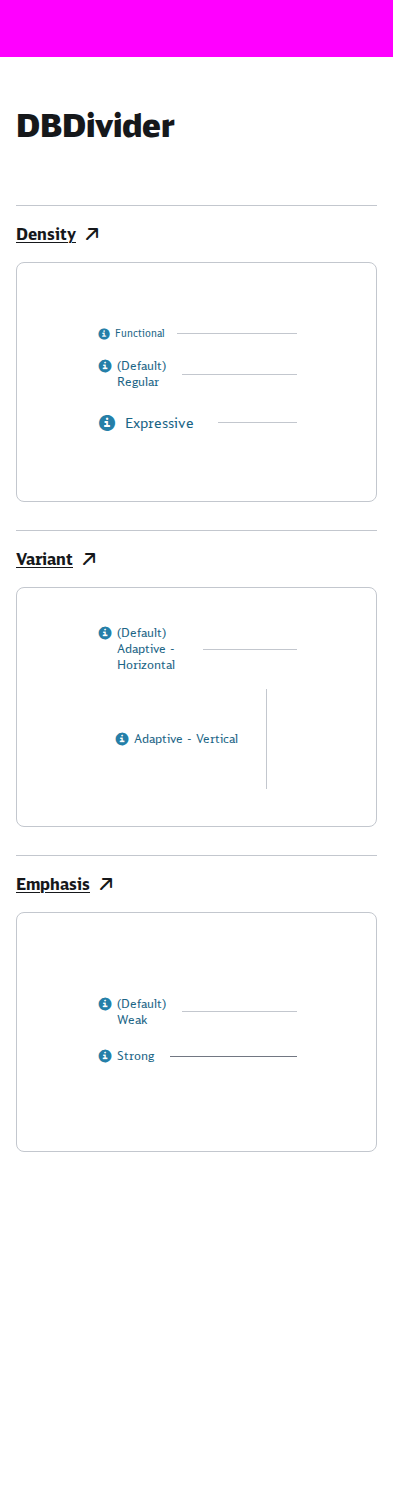 DBDivider
Density
Functional
(Default)
Regular
Expressive
Variant
(Default)
Adaptive -
Horizontal
Adaptive - Vertical
Emphasis
(Default)
Weak
Strong